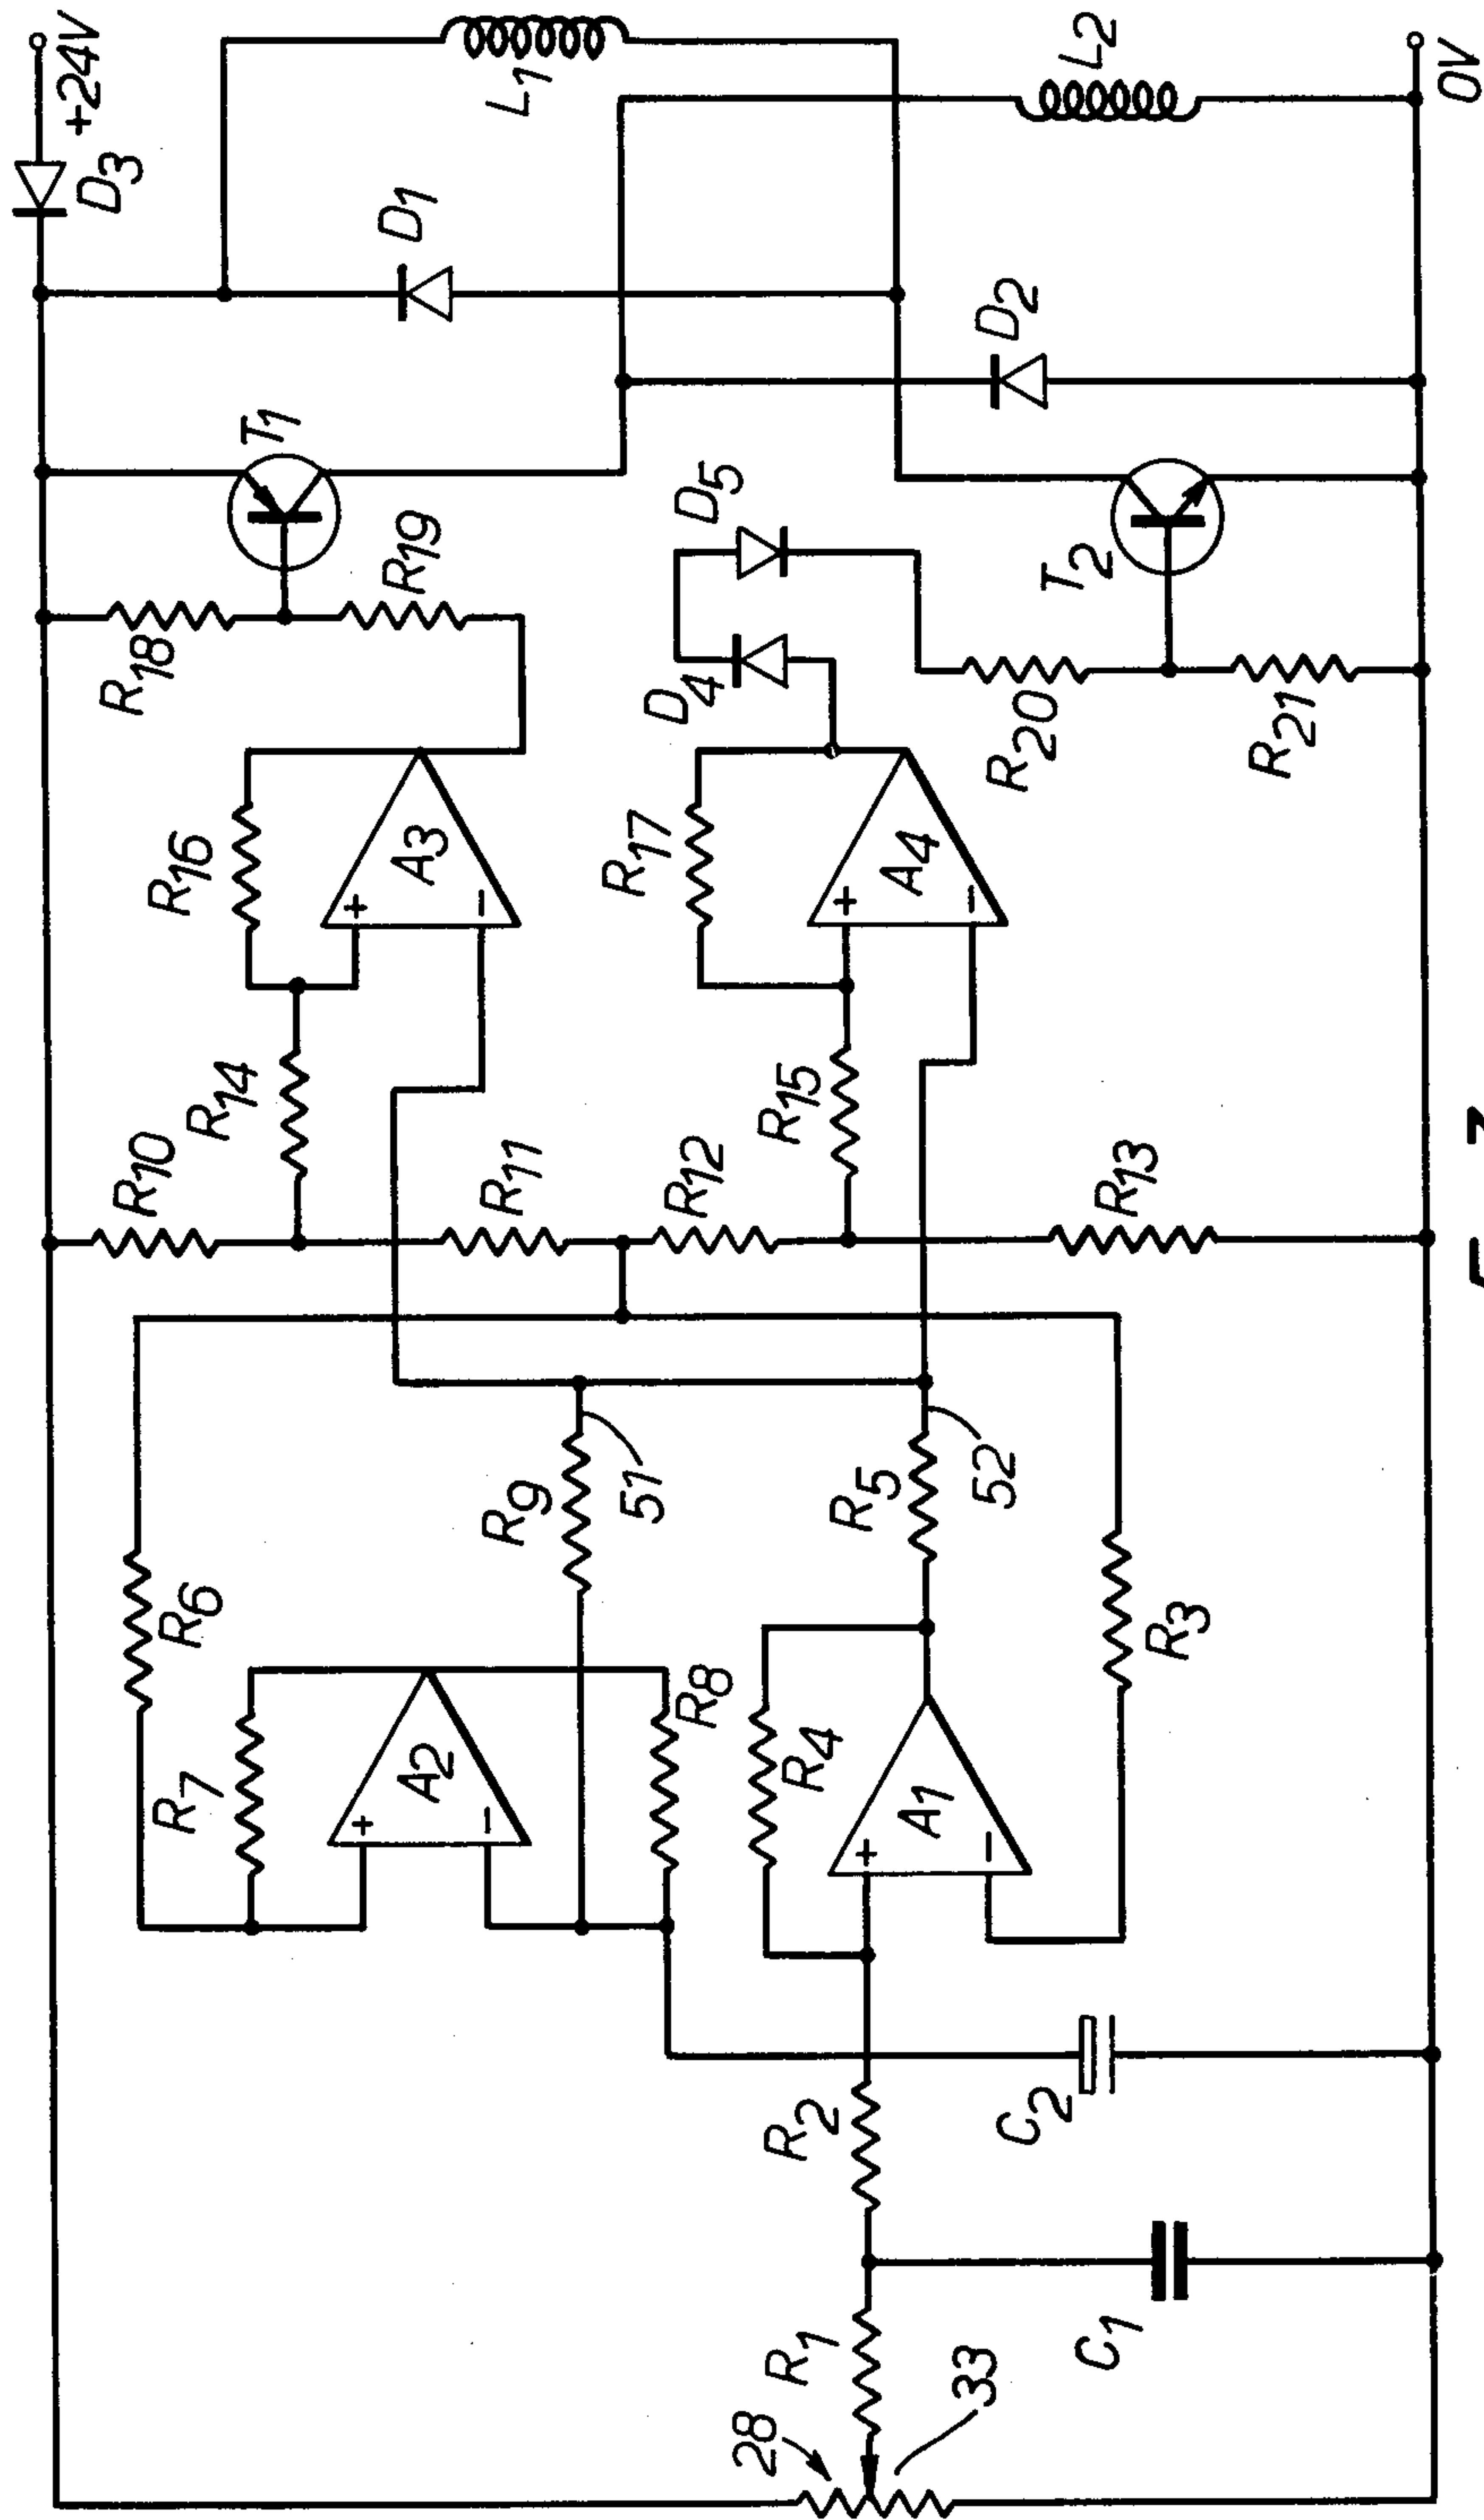 +24V
D3
L1
D1
T1
R18
R19
R10
R14
R16
+
A3
-
R6
R7
+
A2
-
R8
R9
51
R11
R12
R17
D4
D5
L2
D2
R15
+
A4
-
T2
R20
R21
R13
R5
52
R4
+
A1
-
R3
28
33
R1
R2
C1
C2
0V